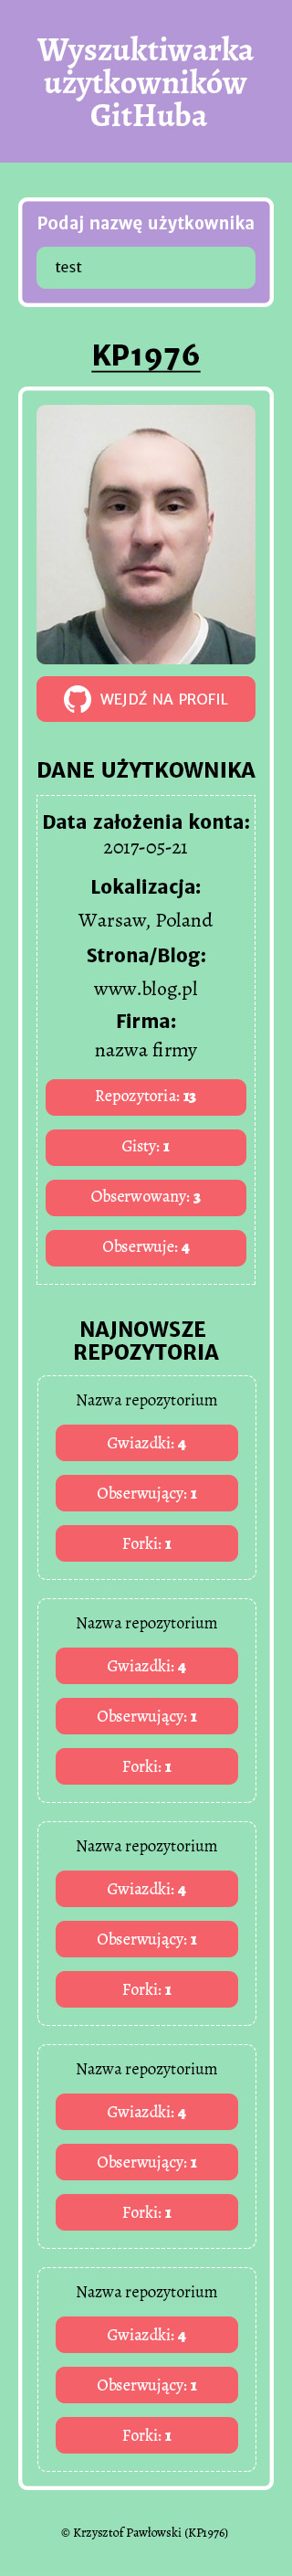 Wyszuktiwarka
użytkowników
GitHuba
Podaj nazwę użytkownika
test
KP1976
WEJDŹ NA PROFIL
DANE UŻYTKOWNIKA
Data założenia konta:
2017-05-21
Lokalizacja:
Warsaw, Poland
Strona/Blog:
www.blog.pl
Firma:
nazwa firmy
Repozytoria: 13
Gisty: 1
Obserwowany: 3
Obserwuje: 4
NAJNOWSZE
REPOZYTORIA
Nazwa repozytorium
Gwiazdki: 4
Obserwujący: 1
Forki: 1
Nazwa repozytorium
Gwiazdki: 4
Obserwujący: 1
Forki: 1
Nazwa repozytorium
Gwiazdki: 4
Obserwujący: 1
Forki: 1
Nazwa repozytorium
Gwiazdki: 4
Obserwujący: 1
Forki: 1
Nazwa repozytorium
Gwiazdki: 4
Obserwujący: 1
Forki: 1
© Krzysztof Pawłowski (KP1976)